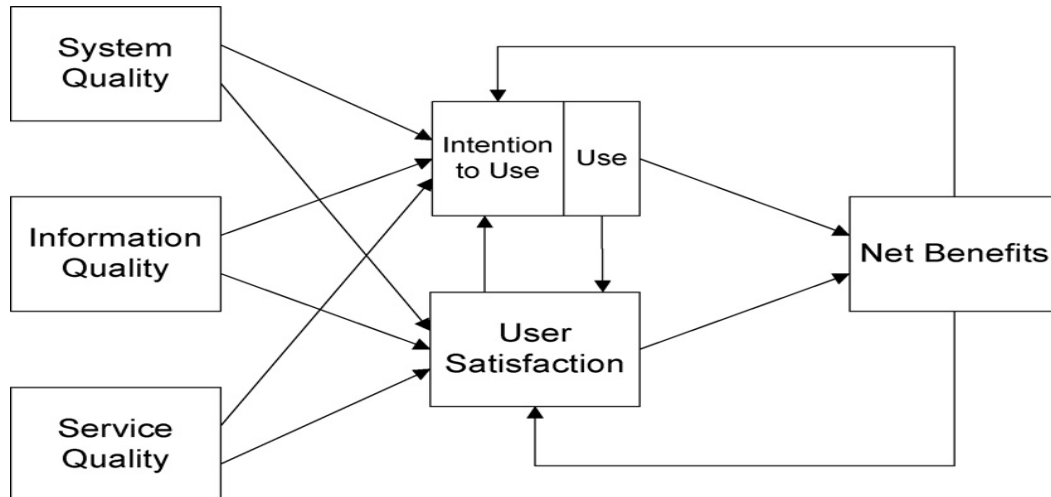 System
Quality
Intention
to Use
Use
Information
Quality
Net Benefits
User
Satisfaction
Service
Quality